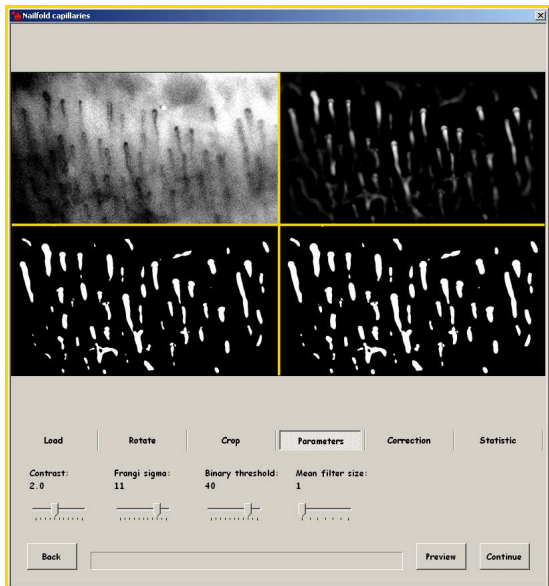 Nailfold capillaries
Load Rotate Crop Parameters Correction Statistic
Contrast: Frangi sigma: Binary threshold: Mean filter size:
2.0 11 40 1
Back Preview Continue